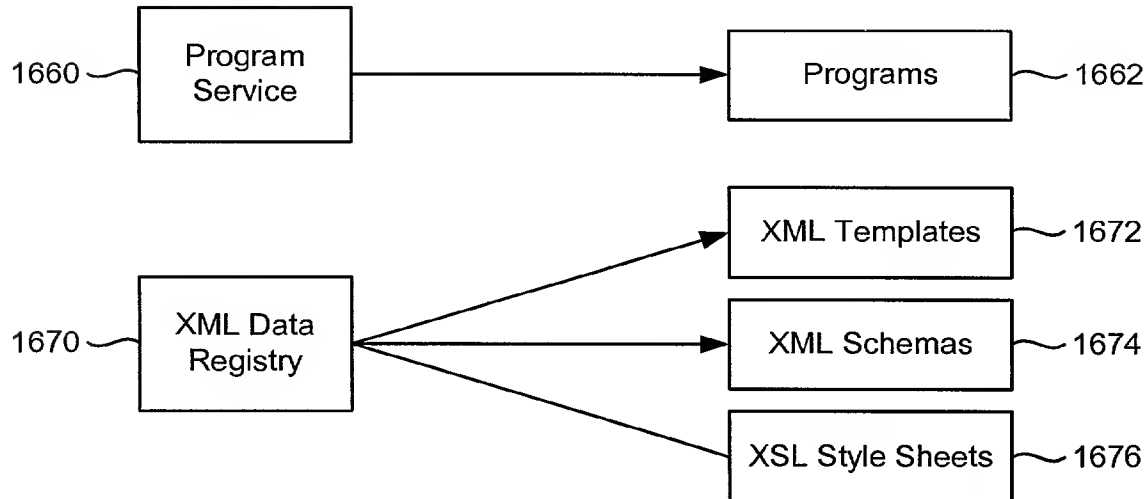 1660
Program
Service
Programs
1662
XML Templates
1672
1670
XML Data
Registry
XML Schemas
1674
XSL Style Sheets
1676